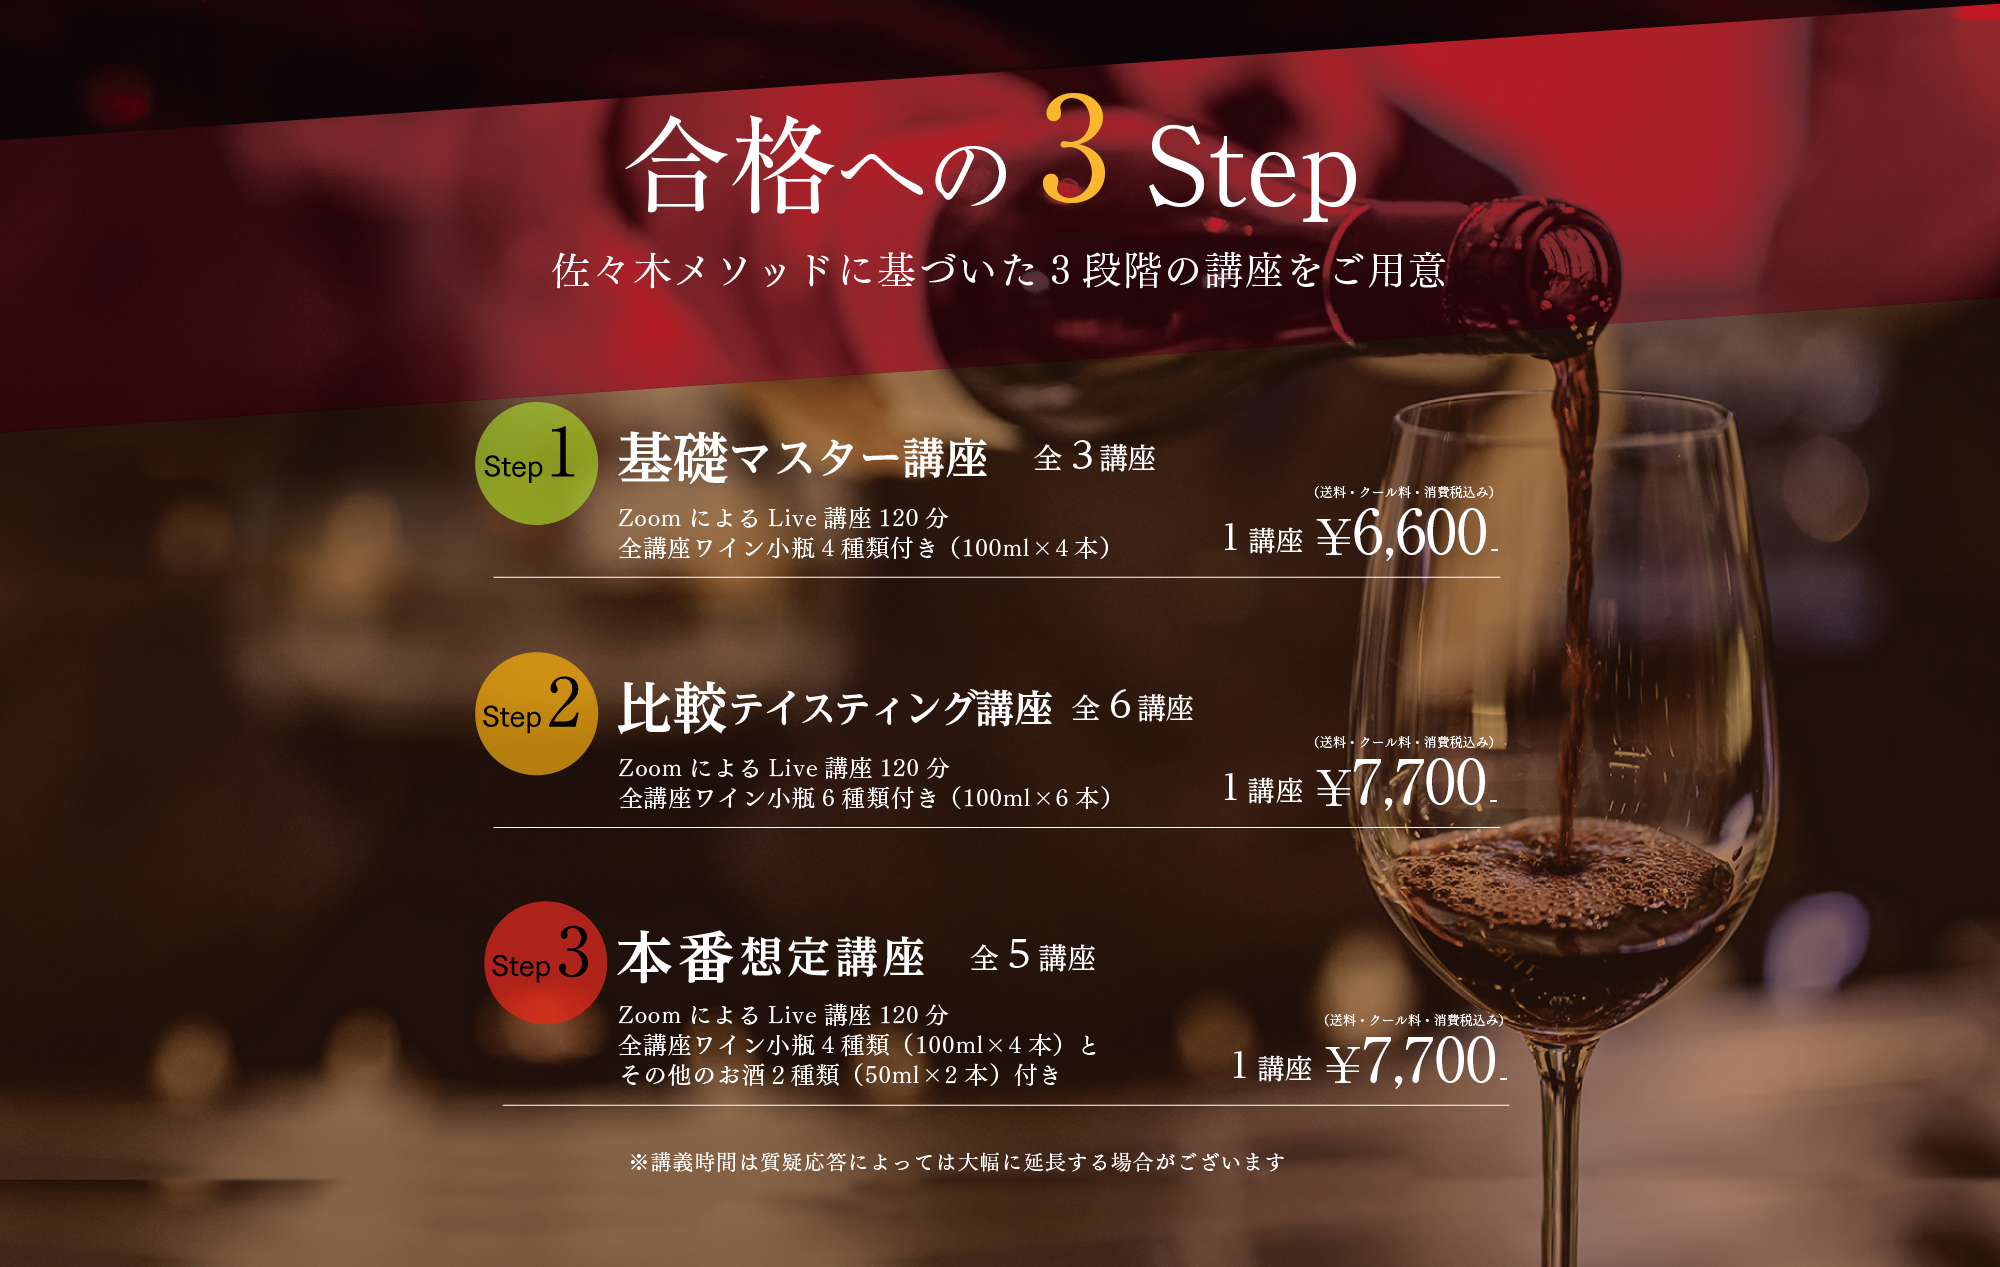 合格への 3 Step
佐々木メソッドに基づいた 3 段階の講座をご用意
Step 1
基礎マスター講座 全 3 講座
Zoom による Live 講座 120 分
全講座ワイン小瓶 4 種類付き（100ml×4 本）
（送料・クール料・消費税込み）
1 講座 ¥6,600-
Step 2
比較テイスティング講座 全 6 講座
Zoom による Live 講座 120 分
全講座ワイン小瓶 6 種類付き（100ml×6 本）
（送料・クール料・消費税込み）
1 講座 ¥7,700-
Step 3
本番想定講座 全 5 講座
Zoom による Live 講座 120 分
全講座ワイン小瓶 4 種類（100ml×4 本）と
その他のお酒 2 種類（50ml×2 本）付き
（送料・クール料・消費税込み）
1 講座 ¥7,700-
※講義時間は質疑応答によっては大幅に延長する場合がございます